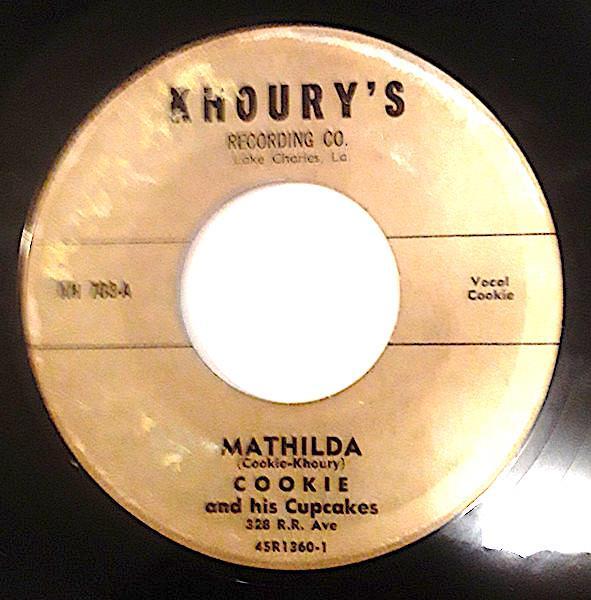 KHOURY'S
RECORDING CO.
Lake Charles, La
703-A
Vocal
Cookie
MATHILDA
(Cookie-Khoury)
COOKIE
and his Cupcakes
328 R.R. Ave
45R1360-1